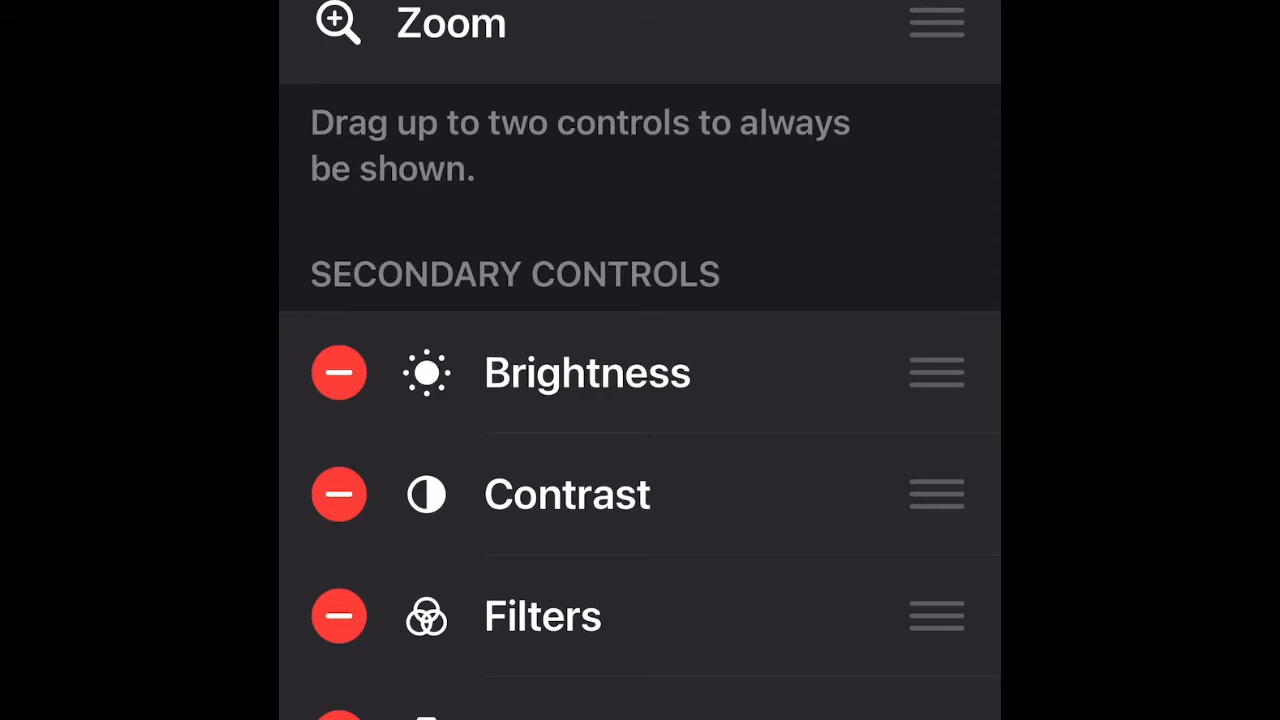 Zoom
Drag up to two controls to always
be shown.
SECONDARY CONTROLS
Brightness
Contrast
Filters